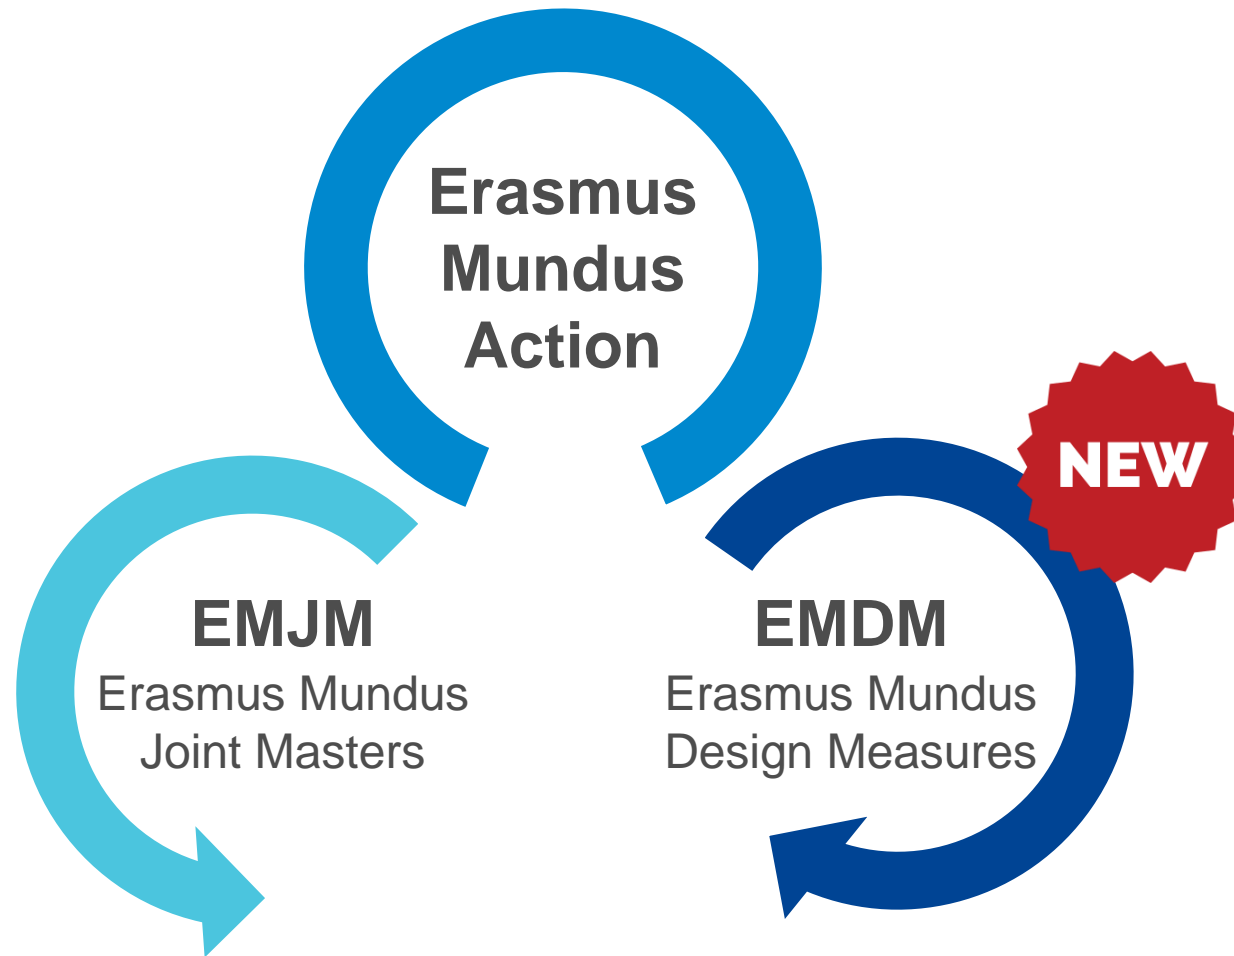 Erasmus
Mundus
Action
NEW
EMJM
Erasmus Mundus
Joint Masters
EMDM
Erasmus Mundus
Design Measures